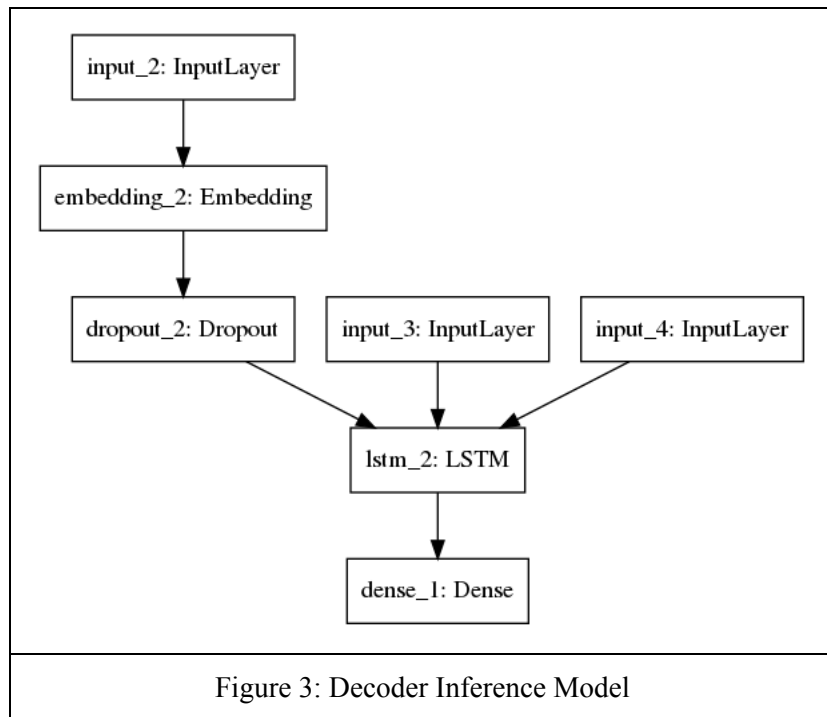 input_2: InputLayer
embedding_2: Embedding
dropout_2: Dropout
input_3: InputLayer
input_4: InputLayer
lstm_2: LSTM
dense_1: Dense
Figure 3: Decoder Inference Model